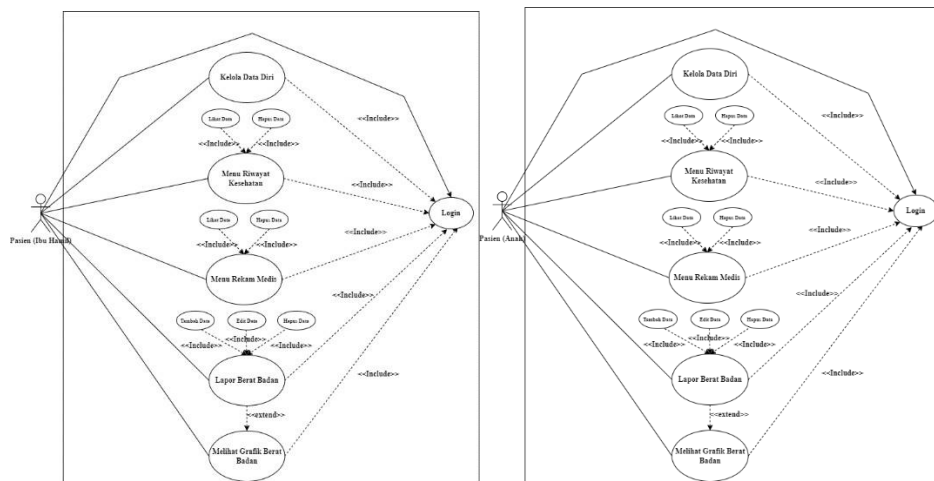 Kelola Data Diri
<<Include>>
Lihat Data
Hapus Data
<<Include>>
<<Include>>
Menu Riwayat
Kesehatan
<<Include>>
Pasien (Ibu Hamil)
Login
Lihat Data
Hapus Data
<<Include>>
<<Include>>
<<Include>>
Menu Rekam Medis
<<Include>>
Tambah Data
Edit Data
Hapus Data
<<Include>>
<<Include>>
<<Include>>
Lapor Berat Badan
<<Include>>
<<extend>>
Melihat Grafik Berat
Badan
Kelola Data Diri
<<Include>>
Lihat Data
Hapus Data
<<Include>>
<<Include>>
Menu Riwayat
Kesehatan
<<Include>>
Pasien (Anak)
Login
Lihat Data
Hapus Data
<<Include>>
<<Include>>
<<Include>>
Menu Rekam Medis
<<Include>>
Tambah Data
Edit Data
Hapus Data
<<Include>>
<<Include>>
<<Include>>
Lapor Berat Badan
<<Include>>
<<extend>>
Melihat Grafik Berat
Badan